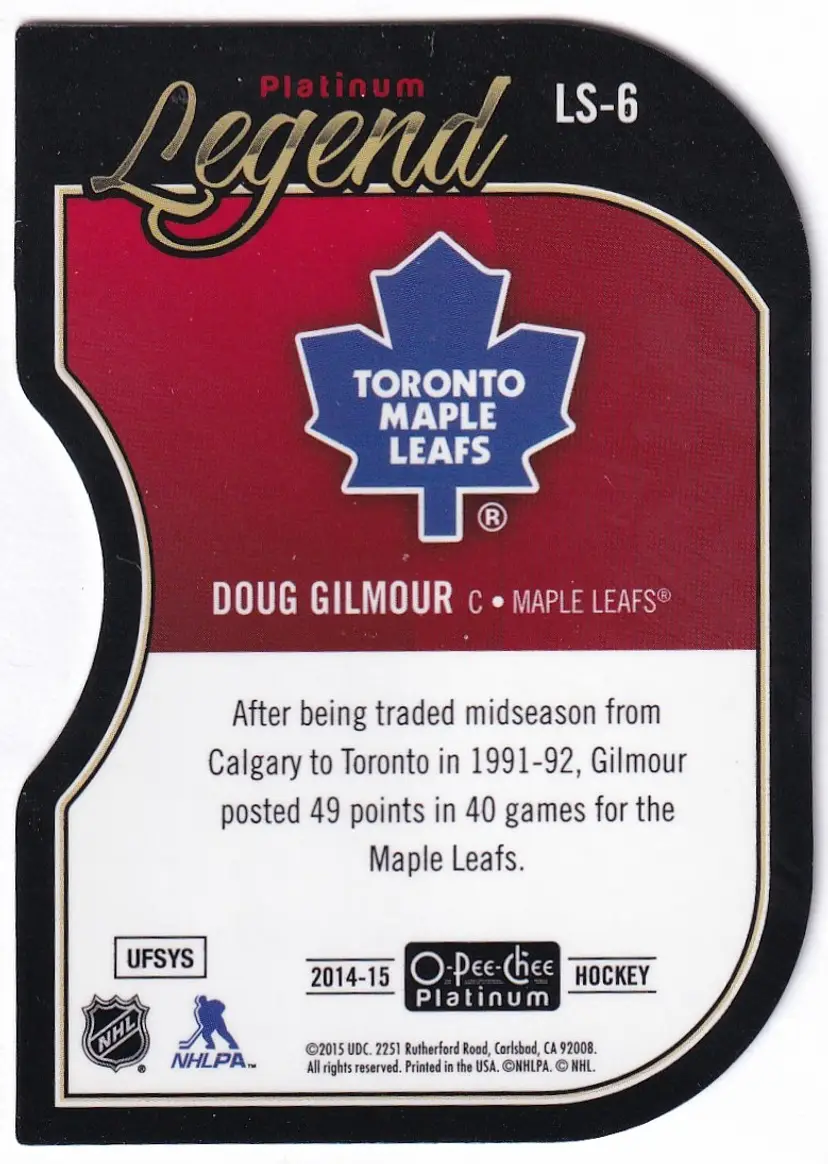 Platinum
Legend
LS-6
TORONTO
MAPLE
LEAFS
®
DOUG GILMOUR C • MAPLE LEAFS®
After being traded midseason from
Calgary to Toronto in 1991-92, Gilmour
posted 49 points in 40 games for the
Maple Leafs.
UFSYS
2014-15
O-Pee-Chee
Platinum
HOCKEY
NHL
®
NHLPA™
©2015 UDC. 2251 Rutherford Road, Carlsbad, CA 92008.
All rights reserved. Printed in the USA. ©NHLPA. © NHL.